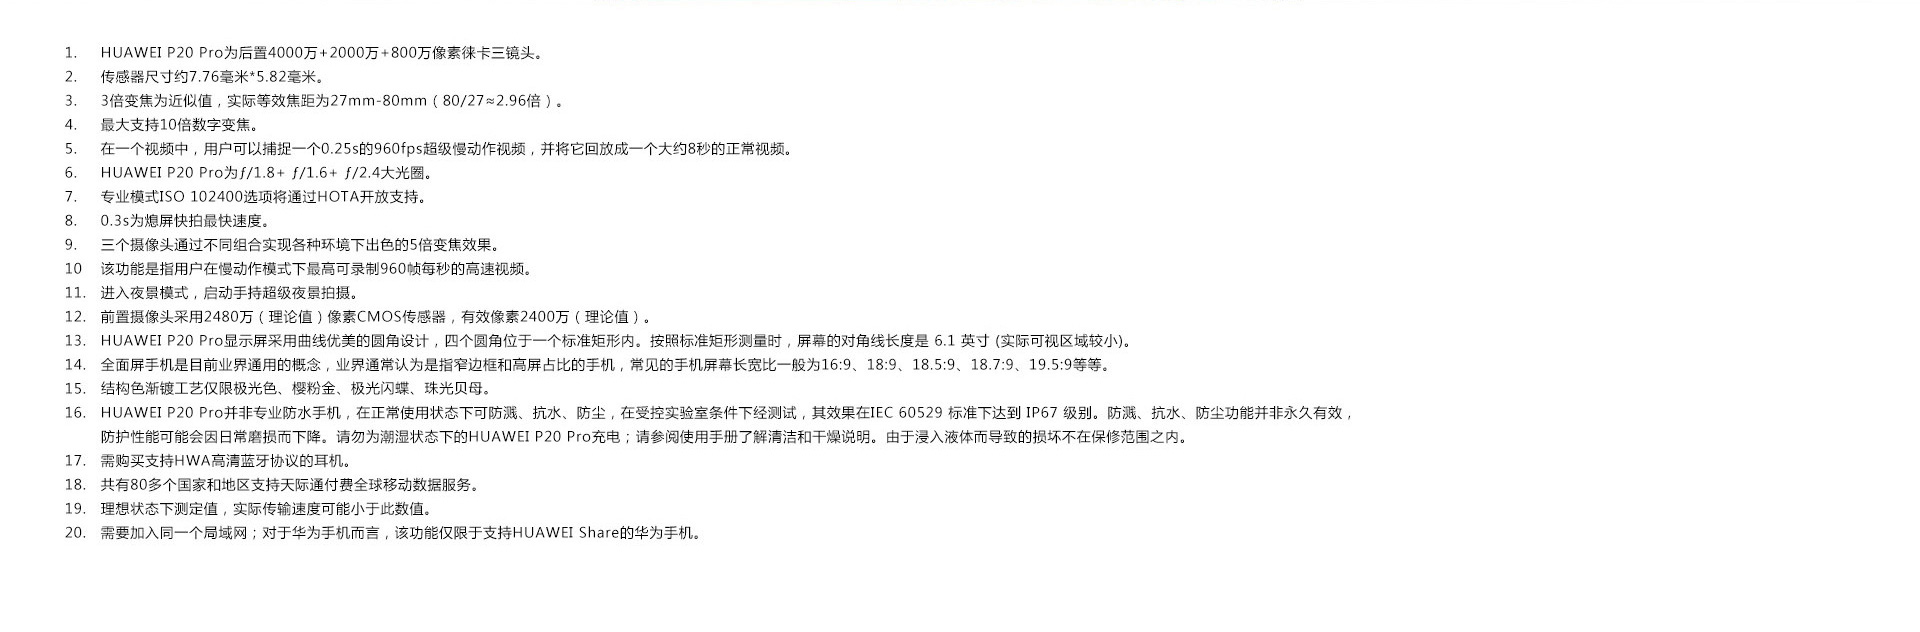 1. HUAWEI P20 Pro为后置4000万+2000万+800万像素徕卡三镜头。
2. 传感器尺寸约7.76毫米*5.82毫米。
3. 3倍变焦为近似值，实际等效焦距为27mm-80mm（80/27≈2.96倍）。
4. 最大支持10倍数字变焦。
5. 在一个视频中，用户可以捕捉一个0.25s的960fps超级慢动作视频，并将它回放成一个大约8秒的正常视频。
6. HUAWEI P20 Pro为ƒ/1.8+ ƒ/1.6+ ƒ/2.4大光圈。
7. 专业模式ISO 102400选项将通过HOTA开放支持。
8. 0.3s为熄屏快拍最快速度。
9. 三个摄像头通过不同组合实现各种环境下出色的5倍变焦效果。
10 该功能是指用户在慢动作模式下最高可录制960帧每秒的高速视频。
11. 进入夜景模式，启动手持超级夜景拍摄。
12. 前置摄像头采用2480万（理论值）像素CMOS传感器，有效像素2400万（理论值）。
13. HUAWEI P20 Pro显示屏采用曲线优美的圆角设计，四个圆角位于一个标准矩形内。按照标准矩形测量时，屏幕的对角线长度是 6.1 英寸 (实际可视区域较小)。
14. 全面屏手机是目前业界通用的概念，业界通常认为是指窄边框和高屏占比的手机，常见的手机屏幕长宽比一般为16:9、18:9、18.5:9、18.7:9、19.5:9等等。
15. 结构色渐镀工艺仅限极光色、樱粉金、极光闪蝶、珠光贝母。
16. HUAWEI P20 Pro并非专业防水手机，在正常使用状态下可防溅、抗水、防尘，在受控实验室条件下经测试，其效果在IEC 60529 标准下达到 IP67 级别。防溅、抗水、防尘功能并非永久有效，
防护性能可能会因日常磨损而下降。请勿为潮湿状态下的HUAWEI P20 Pro充电；请参阅使用手册了解清洁和干燥说明。由于浸入液体而导致的损坏不在保修范围之内。
17. 需购买支持HWA高清蓝牙协议的耳机。
18. 共有80多个国家和地区支持天际通付费全球移动数据服务。
19. 理想状态下测定值，实际传输速度可能小于此数值。
20. 需要加入同一个局域网；对于华为手机而言，该功能仅限于支持HUAWEI Share的华为手机。